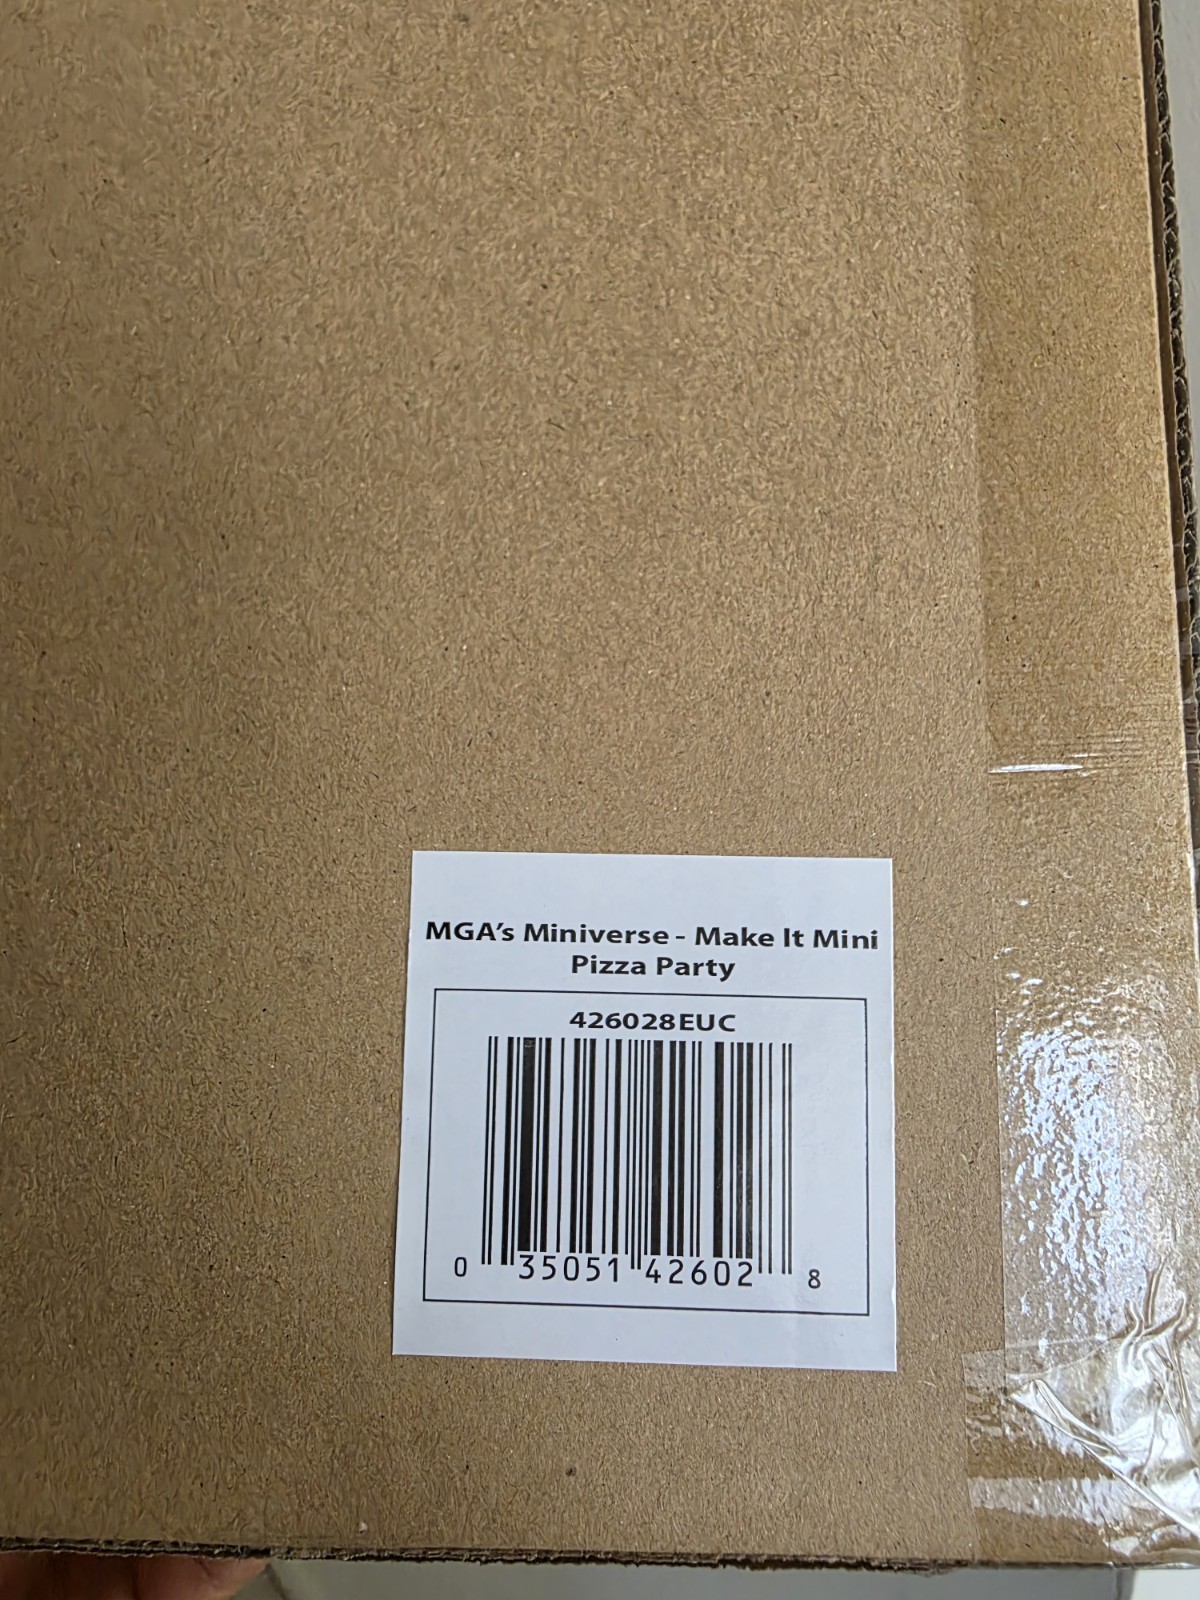 MGA's Miniverse - Make It Mini
Pizza Party
426028EUC
0 35051 42602 8